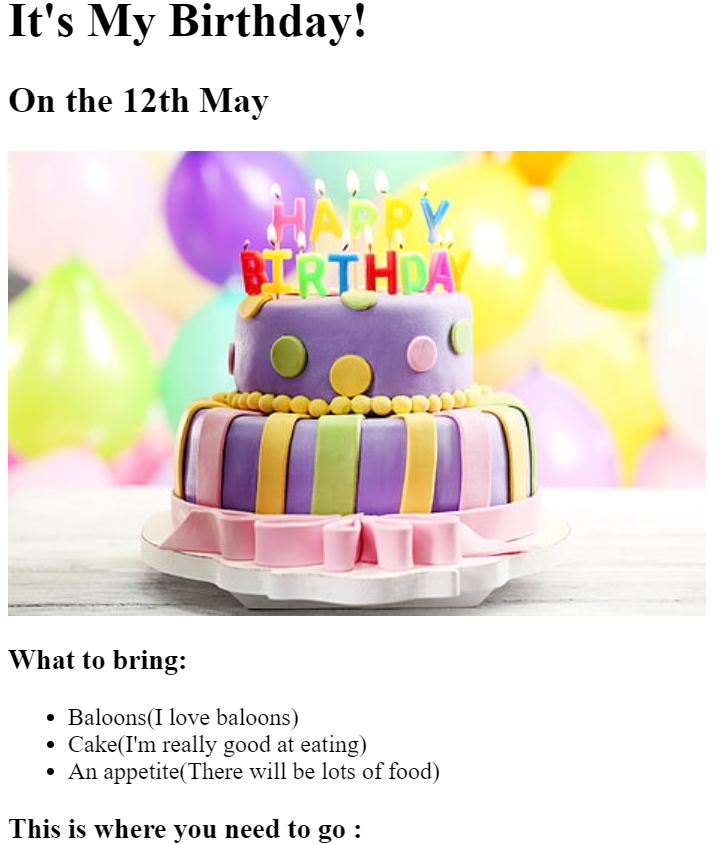 It's My Birthday!
On the 12th May
HAPPY
BIRTHDAY
What to bring:
Baloons(I love baloons)
Cake(I'm really good at eating)
An appetite(There will be lots of food)
This is where you need to go :